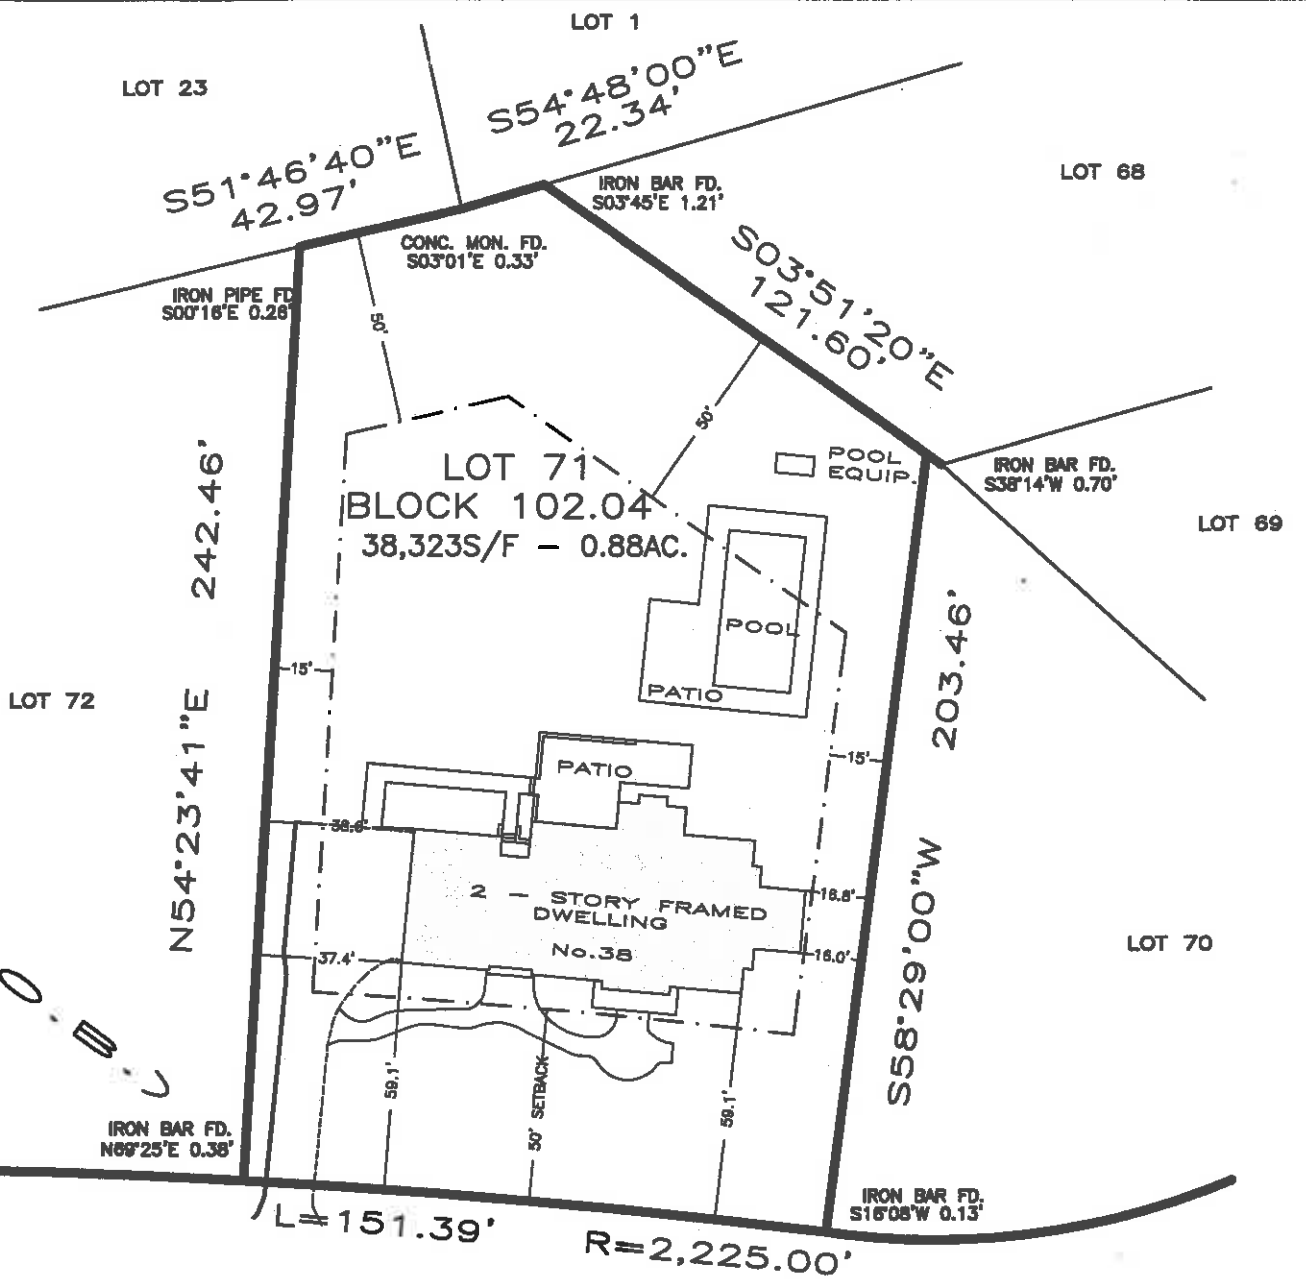 LOT 1
LOT 23
S54°48'00"E
22.34'
S51°46'40"E
42.97'
LOT 68
IRON BAR FD.
S03°45'E 1.21'
CONC. MON. FD.
S03°01'E 0.33'
S03°51'20"E
121.60'
IRON PIPE FD
S00°16'E 0.26'
50'
50'
LOT 71
BLOCK 102.04
38,323S/F – 0.88AC.
POOL
EQUIP.
IRON BAR FD.
S38°14'W 0.70'
LOT 69
242.46'
N54°23'41"E
POOL
PATIO
203.46'
S58°29'00"W
15'
LOT 72
15'
PATIO
38.6'
2 – STORY FRAMED
DWELLING
No.38
16.8'
16.0'
37.4'
LOT 70
59.1'
50' SETBACK
59.1'
IRON BAR FD.
N69°25'E 0.38'
IRON BAR FD.
S16°08'W 0.13'
L=151.39'
R=2,225.00'